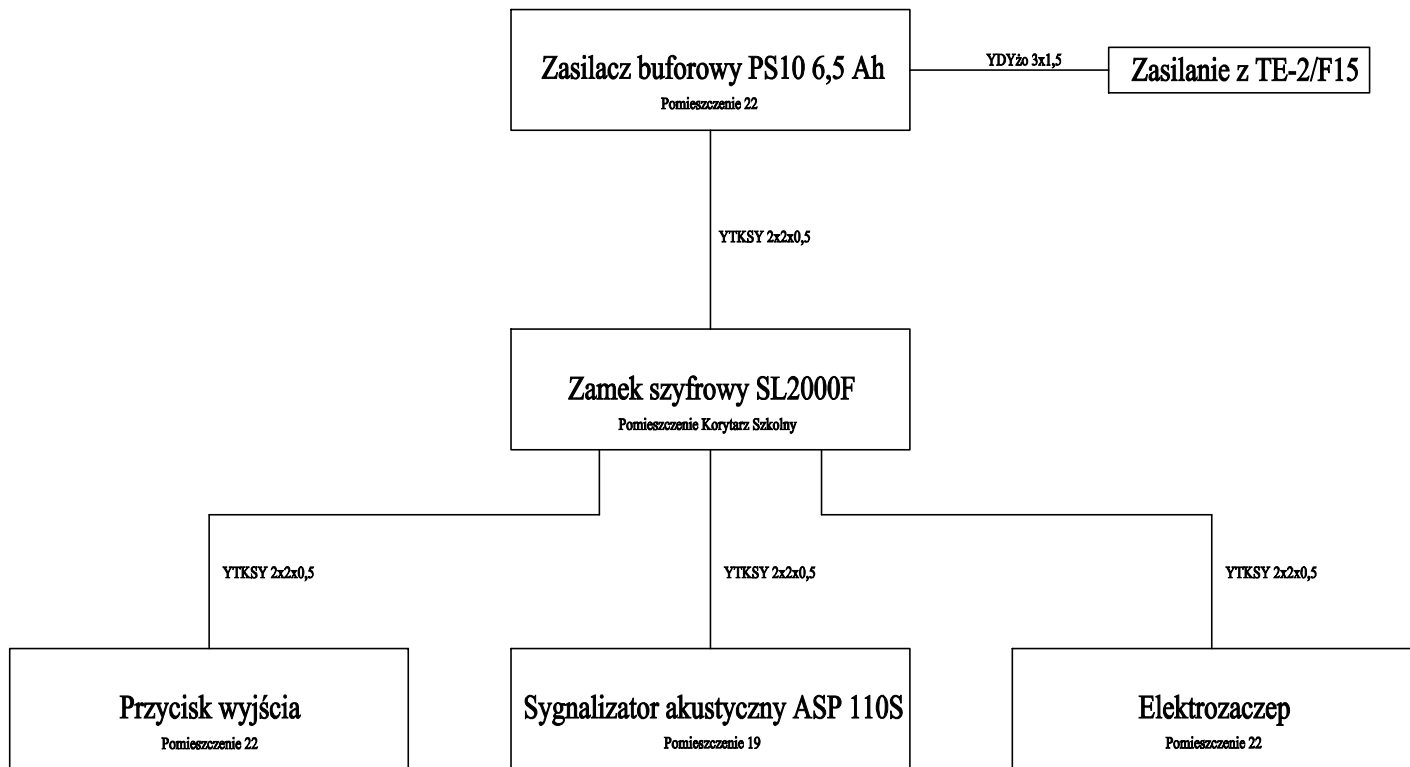 Zasilacz buforowy PS10 6,5 Ah
Pomieszczenie 22
YDYżo 3x1,5
Zasilanie z TE-2/F15
YTKSY 2x2x0,5
Zamek szyfrowy SL2000F
Pomieszczenie Korytarz Szkolny
YTKSY 2x2x0,5
YTKSY 2x2x0,5
YTKSY 2x2x0,5
Przycisk wyjścia
Pomieszczenie 22
Sygnalizator akustyczny ASP 110S
Pomieszczenie 19
Elektrozaczep
Pomieszczenie 22